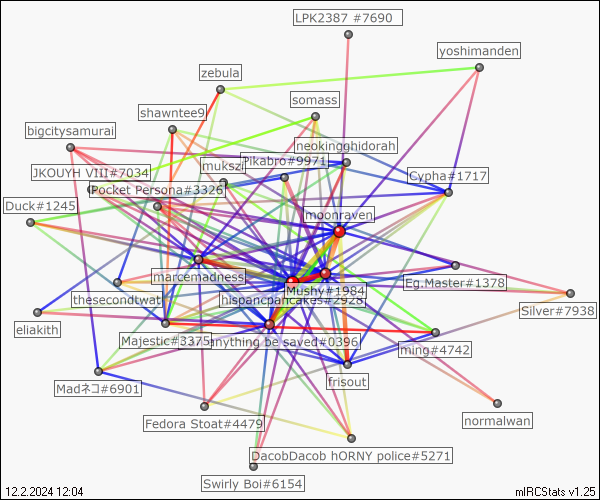 LPK2387 #7690
yoshimanden
zebula
somass
shawntee9
bigcitysamurai
neokingghidorah
Pikabro#9971
mukszi
JKOUYH VIII#7034
Cypha#1717
Pocket Persona#3326
Duck#1245
moonraven
marcemadness
Eg.Master#1378
Mushy#1984
thesecondtwat
hispancpancakes#2928
Silver#7938
eliakith
Majestic#3375
anything be saved#0396
ming#4742
frisout
Madネコ#6901
normalwan
Fedora Stoat#4479
DacobDacob hORNY police#5271
Swirly Boi#6154
12.2.2024 12:04
mIRCStats v1.25